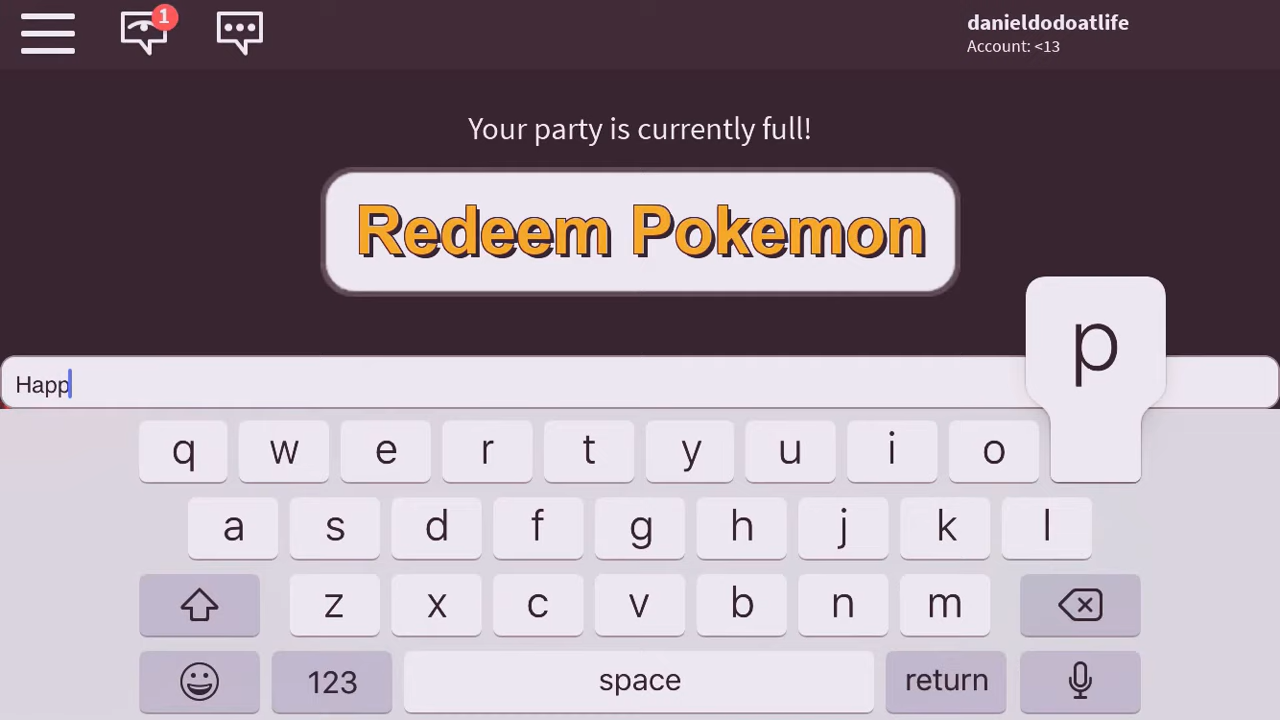 1
danieldodoatlife
Account: <13
Your party is currently full!
Redeem Pokemon
Happ
p
q w e r t y u i o
a s d f g h j k l
z x c v b n m
123 space return